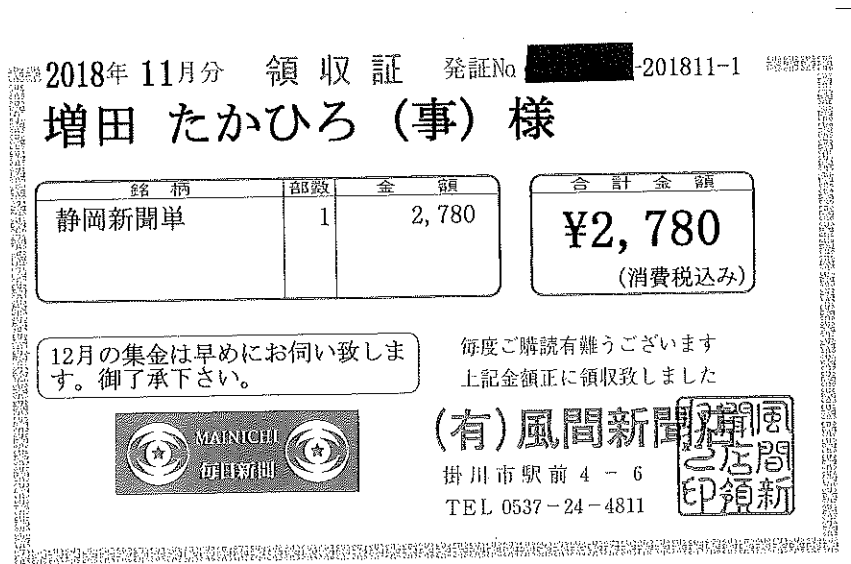 2018年 11月分 領収証 発証No -201811-1
増田 たかひろ（事）様
銘柄 部数 金額
静岡新聞単 1 2,780
合計金額
¥2,780
(消費税込み)
12月の集金は早めにお伺い致しま
す。御了承下さい。
MAINICHI
毎日新聞
毎度ご購読有難うございます
上記金額正に領収致しました
(有)風間新聞店
掛川市駅前4－6
TEL 0537-24-4811
風間新
聞店領
収之印